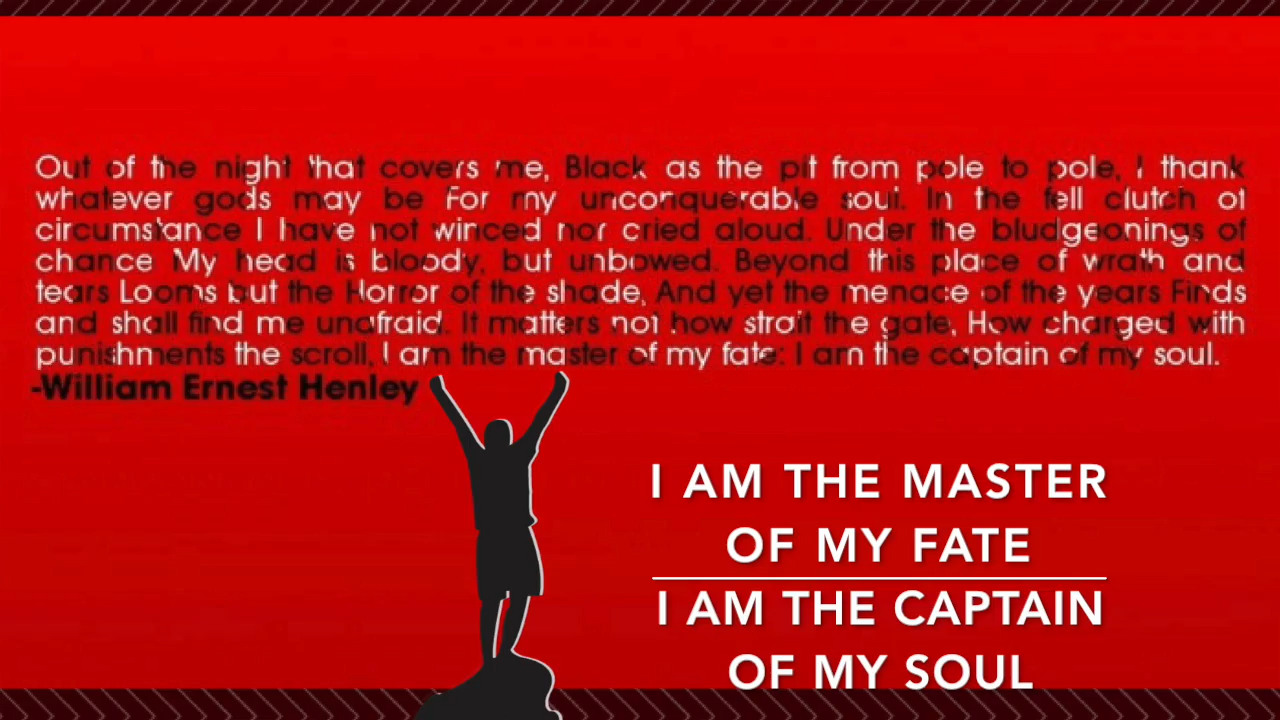 Out of the night that covers me, Black as the pit from pole to pole, I thank
whatever gods may be For my unconquerable soul. In the fell clutch of
circumstance I have not winced nor cried aloud. Under the bludgeonings of
chance My head is bloody, but unbowed. Beyond this place of wrath and
tears Looms but the Horror of the shade, And yet the menace of the years Finds
and shall find me unafraid. It matters not how strait the gate, How charged with
punishments the scroll, I am the master of my fate: I am the captain of my soul.
-William Ernest Henley
I AM THE MASTER
OF MY FATE
I AM THE CAPTAIN
OF MY SOUL